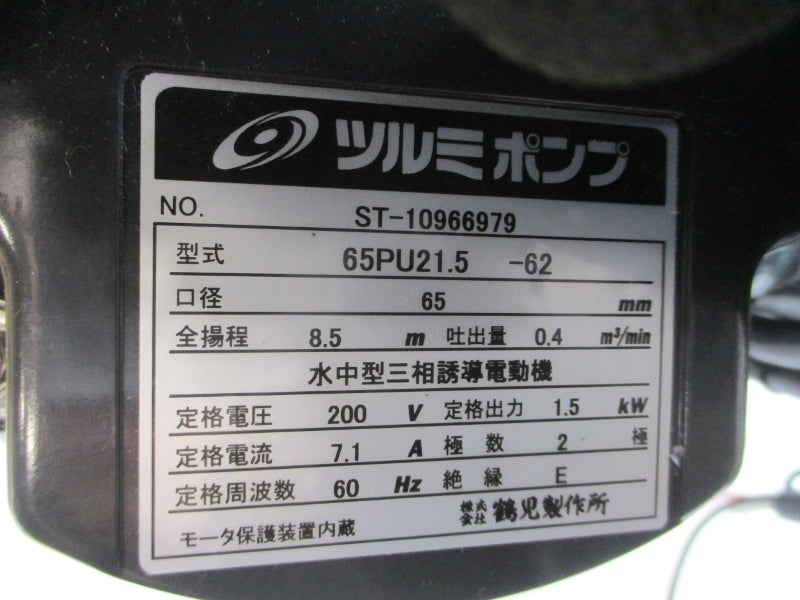 ツルミポンプ
NO. ST-10966979
型式 65PU21.5 -62
口径 65 mm
全揚程 8.5 m 吐出量 0.4 m³/min
水中型三相誘導電動機
定格電圧 200 V 定格出力 1.5 kW
定格電流 7.1 A 極数 2 極
定格周波数 60 Hz 絶縁 E
モータ保護装置内蔵 株式会社 鶴見製作所